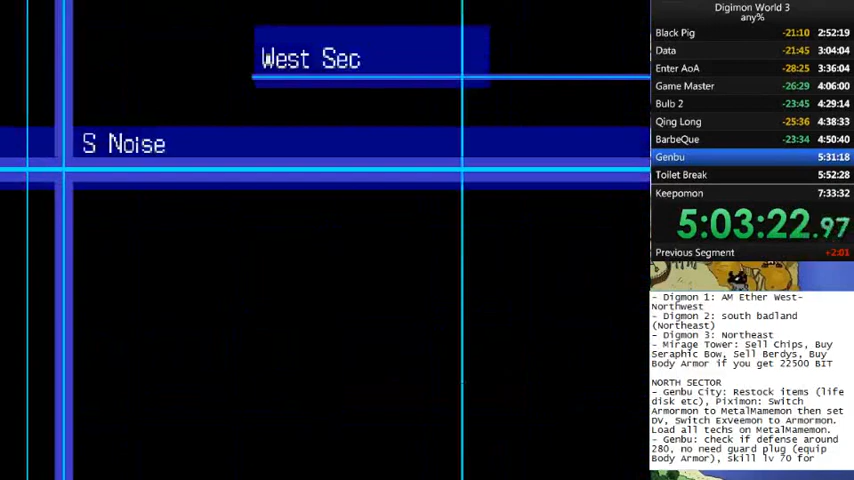 Digimon World 3
any%
West Sec
S Noise
Black Pig -21:10 2:52:19
Data -21:45 3:04:04
Enter AoA -28:25 3:36:04
Game Master -26:29 4:06:00
Bulb 2 -23:45 4:29:14
Qing Long -25:36 4:38:33
BarbeQue -23:34 4:50:40
Genbu 5:31:18
Toilet Break 5:52:28
Keepomon 7:33:32
5:03:22.97
Previous Segment +2:01
- Digmon 1: AM Ether West-
Northwest
- Digmon 2: south badland
(Northeast)
- Digmon 3: Northeast
- Mirage Tower: Sell Chips, Buy
Seraphic Bow, Sell Berdys, Buy
Body Armor if you get 22500 BIT
NORTH SECTOR
- Genbu City: Restock items (life
disk etc), Piximon: Switch
Armormon to MetalMamemon then set
DV, Switch ExVeemon to Armormon.
Load all techs on MetalMamemon.
- Genbu: check if defense around
280, no need guard plug (equip
Body Armor), skill lv 70 for